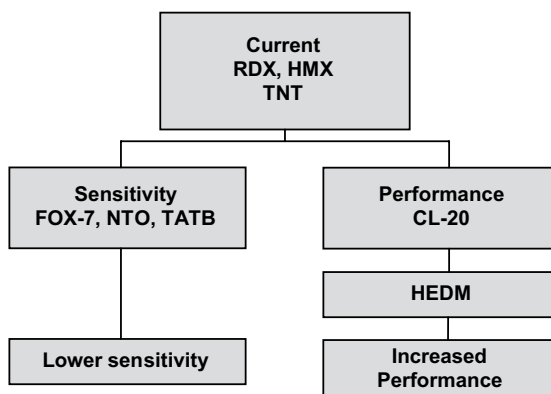 Current
RDX, HMX
TNT
Sensitivity
FOX-7, NTO, TATB
Performance
CL-20
HEDM
Lower sensitivity
Increased
Performance